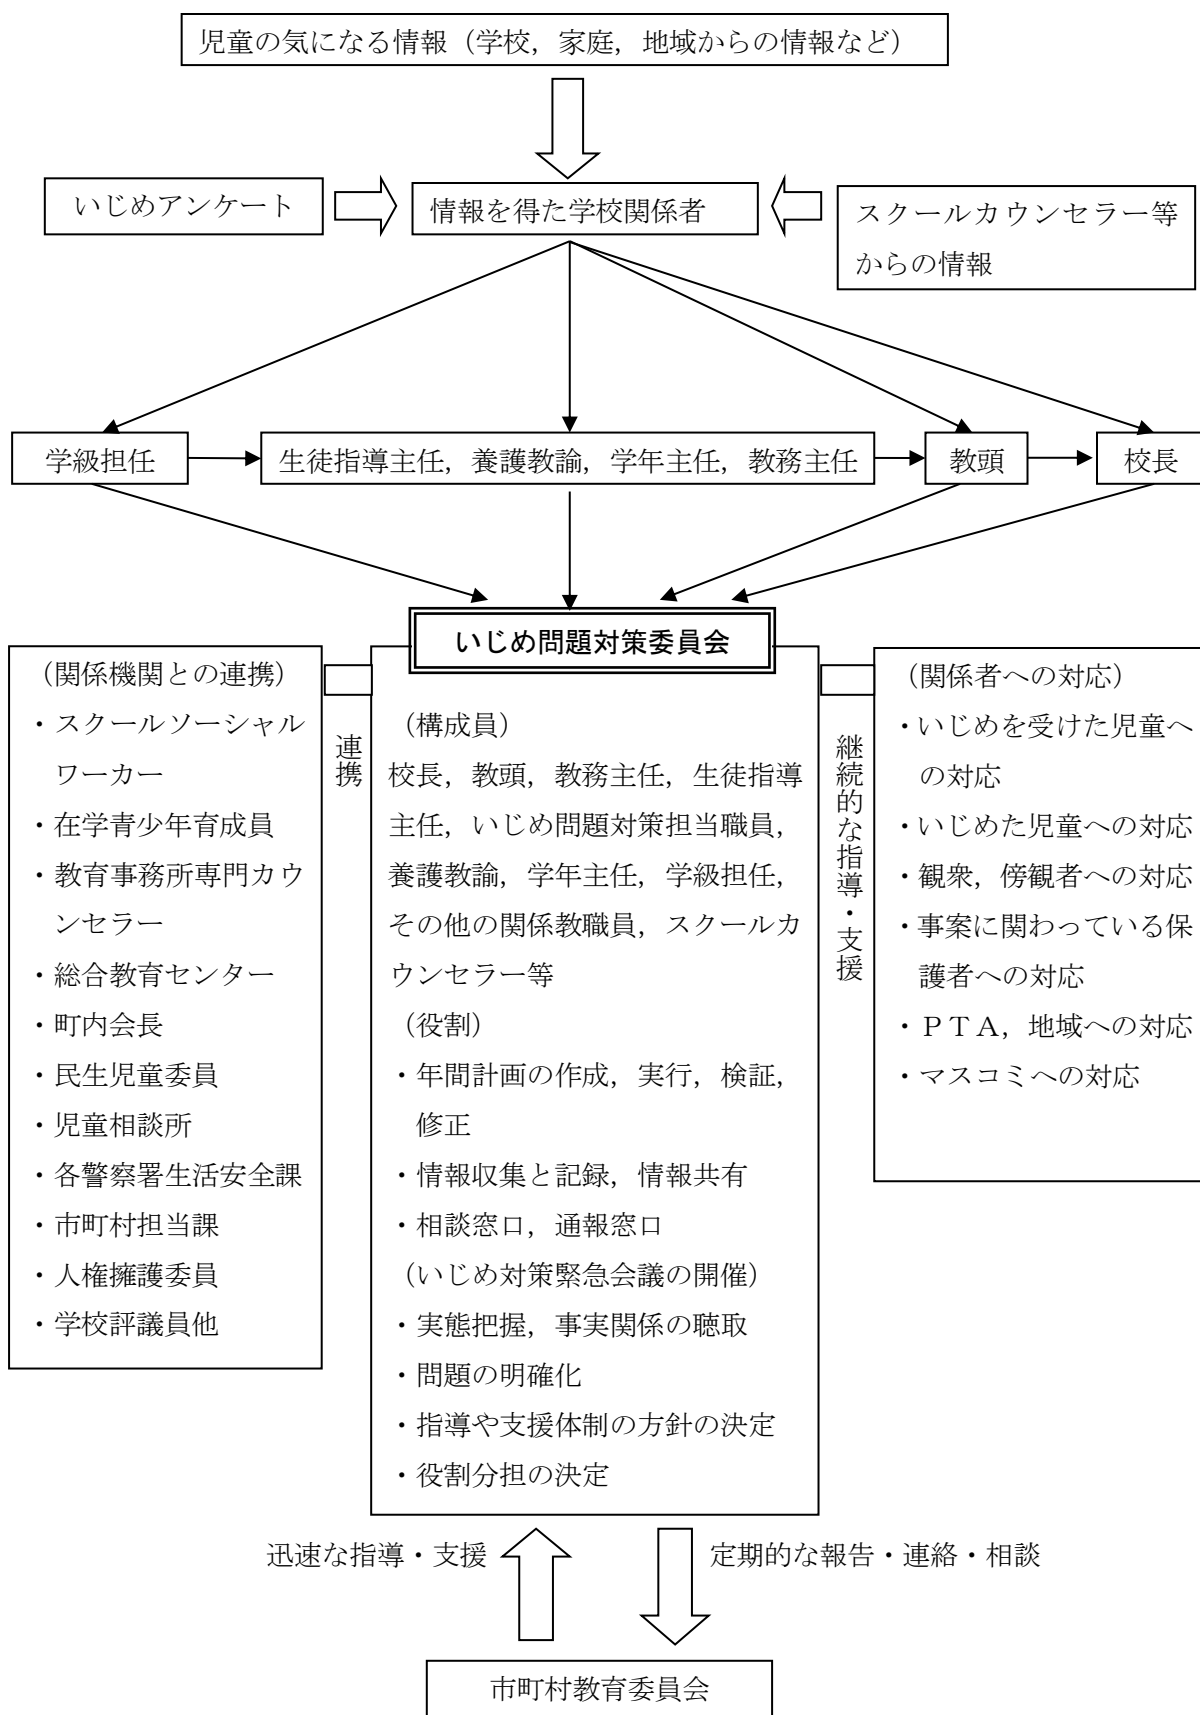 児童の気になる情報（学校，家庭，地域からの情報など）
いじめアンケート
情報を得た学校関係者
スクールカウンセラー等
からの情報
学級担任
生徒指導主任，養護教諭，学年主任，教務主任
教頭
校長
いじめ問題対策委員会
（関係機関との連携）
・スクールソーシャル
ワーカー
・在学青少年育成員
・教育事務所専門カウ
ンセラー
・総合教育センター
・町内会長
・民生児童委員
・児童相談所
・各警察署生活安全課
・市町村担当課
・人権擁護委員
・学校評議員他
連携
（構成員）
校長，教頭，教務主任，生徒指導
主任，いじめ問題対策担当職員，
養護教諭，学年主任，学級担任，
その他の関係教職員，スクールカ
ウンセラー等
（役割）
・年間計画の作成，実行，検証，
修正
・情報収集と記録，情報共有
・相談窓口，通報窓口
（いじめ対策緊急会議の開催）
・実態把握，事実関係の聴取
・問題の明確化
・指導や支援体制の方針の決定
・役割分担の決定
継続的な指導・支援
（関係者への対応）
・いじめを受けた児童へ
の対応
・いじめた児童への対応
・観衆，傍観者への対応
・事案に関わっている保
護者への対応
・ＰＴＡ，地域への対応
・マスコミへの対応
迅速な指導・支援
定期的な報告・連絡・相談
市町村教育委員会